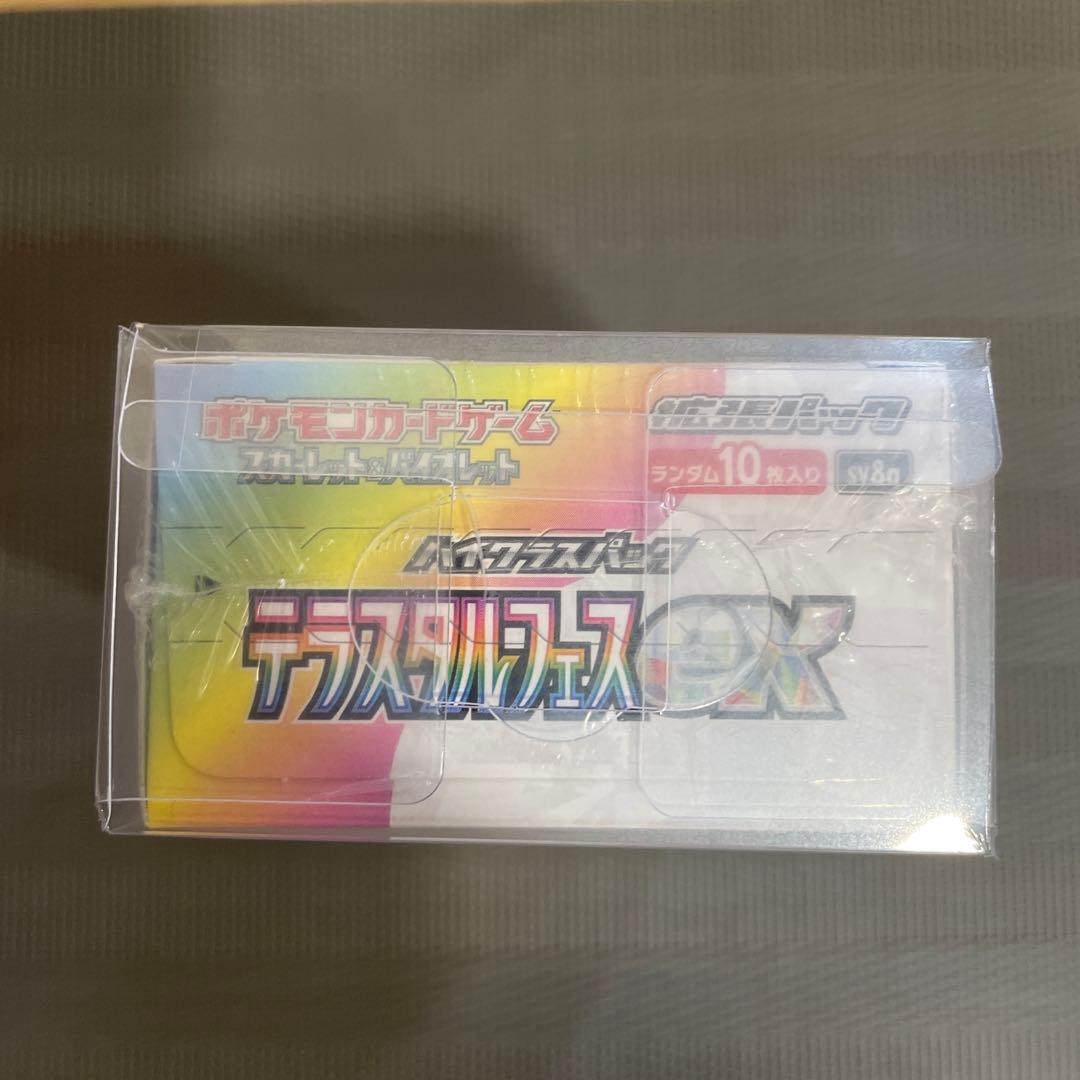 ポケモンカードゲーム
スカーレット&バイオレット
拡張パック
ランダム10枚入り
sv8a
ハイクラスパック
テラスタルフェスex